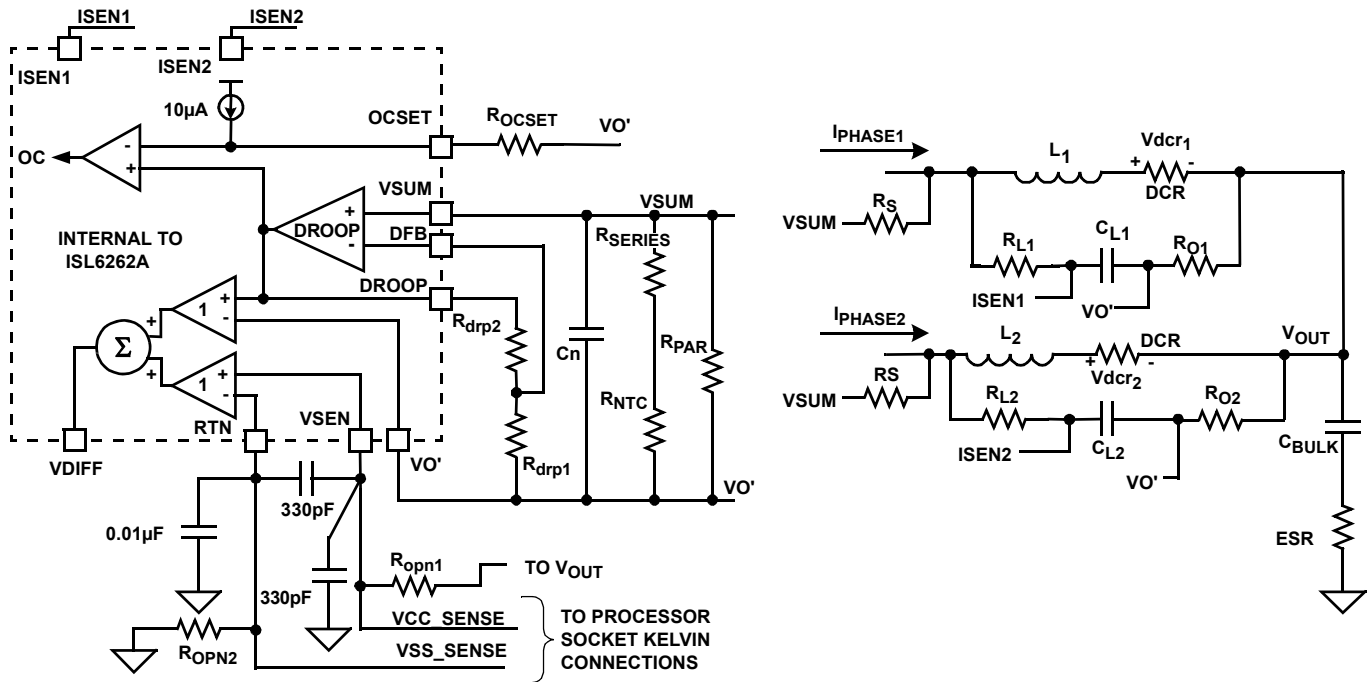 ISEN1
ISEN2
ISEN1
ISEN2
10µA
OCSET
ROCSET
VO'
OC
-
+
VSUM
VSUM
+
DROOP
-
DFB
INTERNAL TO
ISL6262A
DROOP
RSERIES
Rdrp2
Cn
RPAR
RNTC
Rdrp1
VO'
+
1
-
+
Σ
+
+
1
-
RTN
VSEN
VO'
VDIFF
330pF
0.01µF
330pF
Ropn1
TO VOUT
VCC_SENSE
VSS_SENSE
TO PROCESSOR
SOCKET KELVIN
CONNECTIONS
ROPN2
IPHASE1
L1
Vdcr1
+
-
DCR
RS
VSUM
RL1
CL1
RO1
ISEN1
VO'
IPHASE2
L2
DCR
VOUT
+
-
Vdcr2
RS
VSUM
RL2
CL2
RO2
ISEN2
VO'
CBULK
ESR